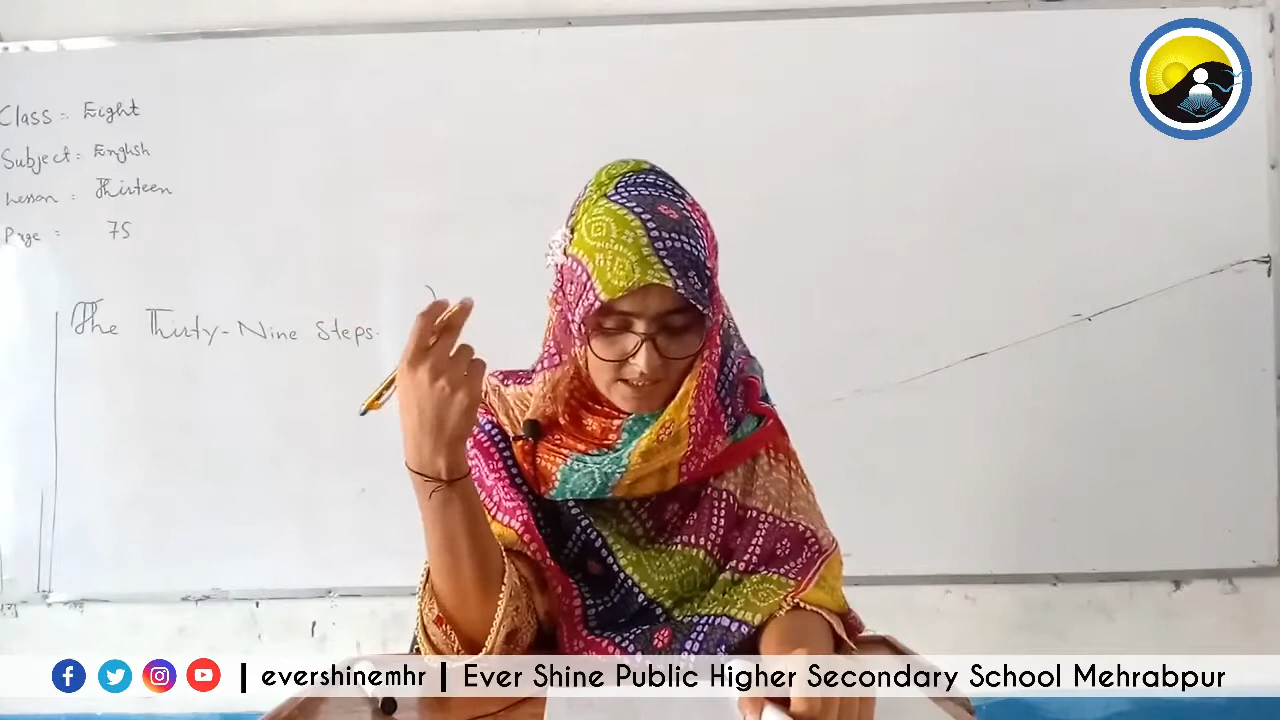 Class :- Eight
Subject : English
Lesson : Thirteen
Page : 75
The Thirty-Nine Steps.
| evershinemhr | Ever Shine Public Higher Secondary School Mehrabpur